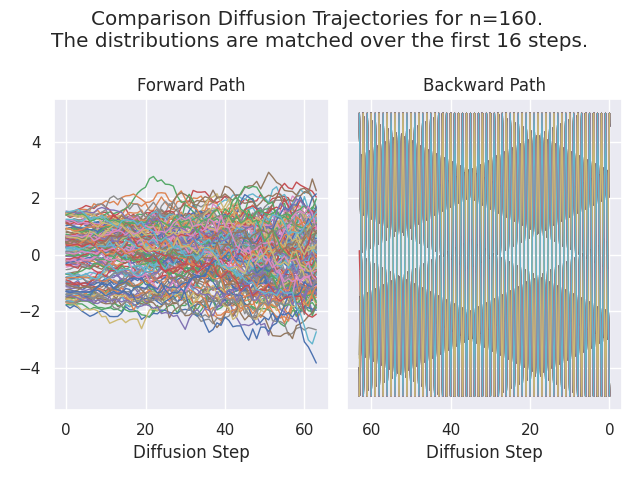 Comparison Diffusion Trajectories for n=160.
The distributions are matched over the first 16 steps.
Forward Path
Backward Path
4
2
0
−2
−4
0 20 40 60
60 40 20 0
Diffusion Step
Diffusion Step